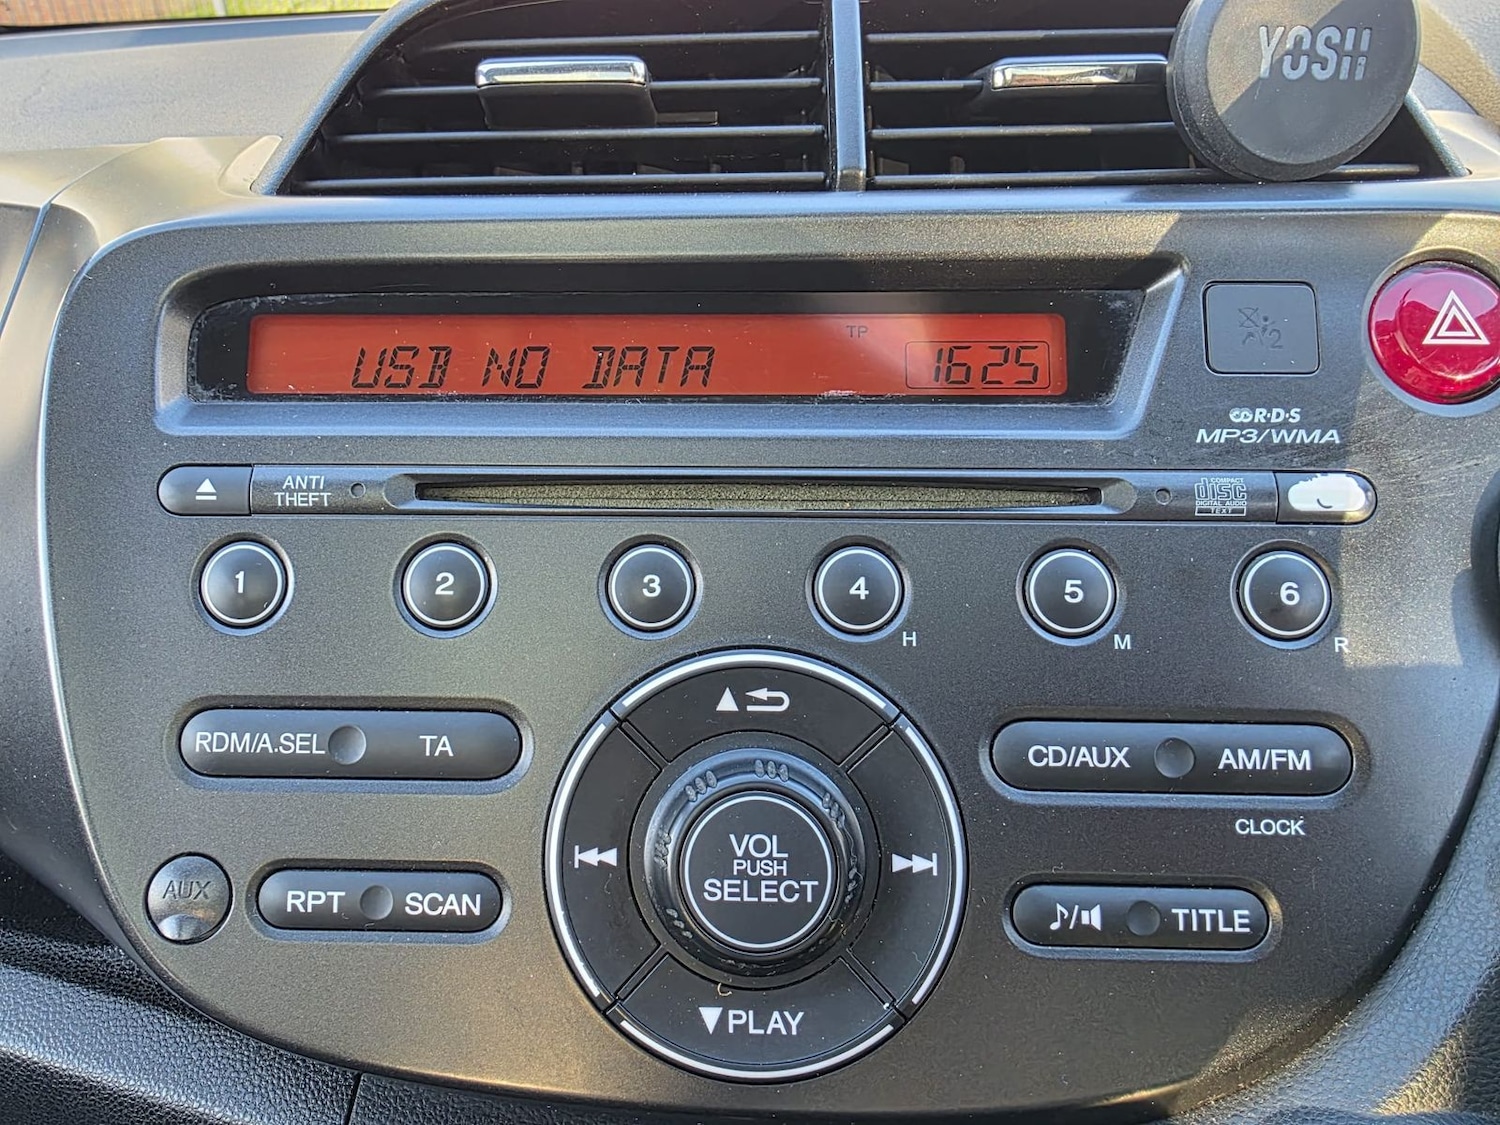 YOSH
TP
USB NO DATA 1625
2
R·D·S
MP3/WMA
ANTI
THEFT
COMPACT
disc
DIGITAL AUDIO
TEXT
1 2 3 4 5 6
H M R
RDM/A.SEL TA
CD/AUX AM/FM
CLOCK
VOL
PUSH
SELECT
AUX
RPT SCAN
TITLE
PLAY